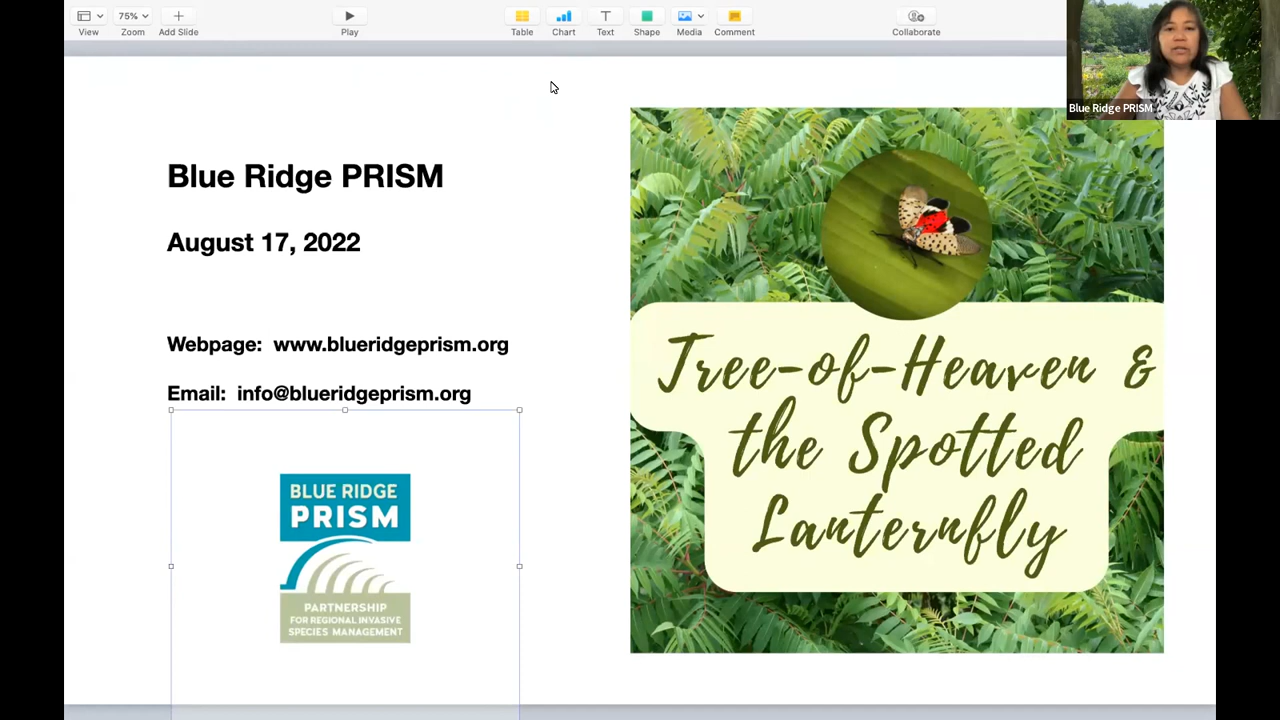 View
75%
Zoom
Add Slide
Play
Table
Chart
Text
Shape
Media
Comment
Collaborate
Blue Ridge PRISM
Blue Ridge PRISM
August 17, 2022
Webpage: www.blueridgeprism.org
Email: info@blueridgeprism.org
BLUE RIDGE
PRISM
PARTNERSHIP
FOR REGIONAL INVASIVE
SPECIES MANAGEMENT
Tree-of-Heaven &
the Spotted
Lanternfly